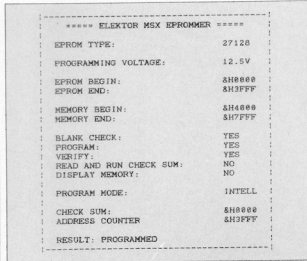 ===== ELEKTOR MSX EPROMMER =====
EPROM TYPE: 27128
PROGRAMMING VOLTAGE: 12.5V
EPROM BEGIN: &H0000
EPROM END: &H3FFF
MEMORY BEGIN: &H4000
MEMORY END: &H7FFF
BLANK CHECK: YES
PROGRAM: YES
VERIFY: YES
READ AND RUN CHECK SUM: NO
DISPLAY MEMORY: NO
PROGRAM MODE: INTELL
CHECK SUM: &H0000
ADDRESS COUNTER &H3FFF
RESULT: PROGRAMMED